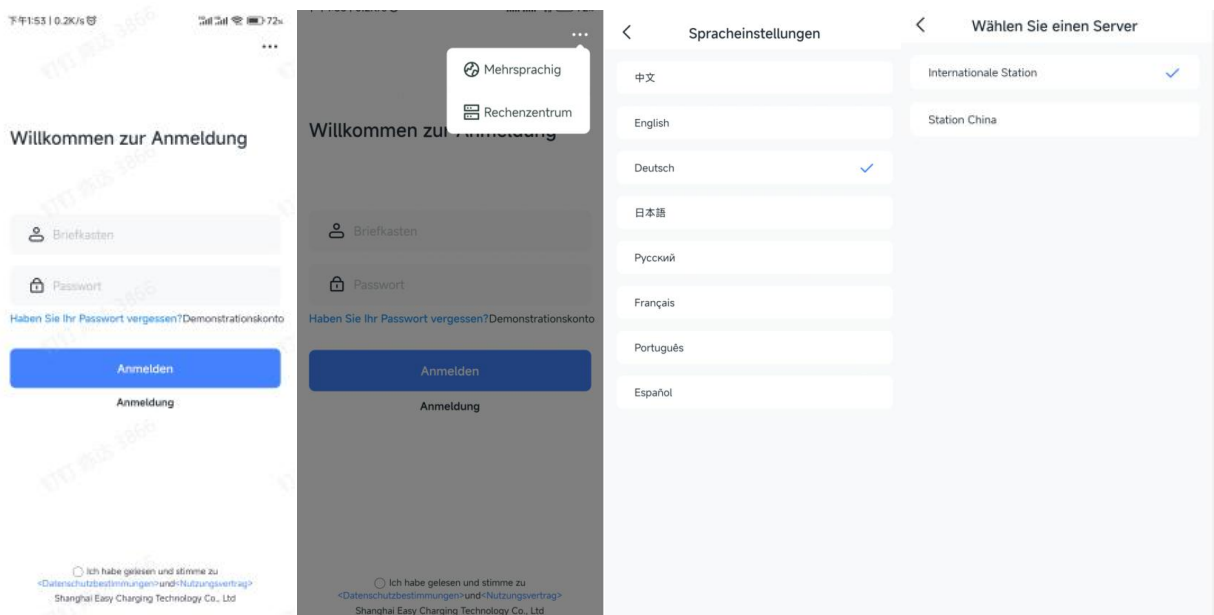 下午1:53 | 0.2K/s
72%
...
Willkommen zur Anmeldung
Briefkasten
Passwort
Haben Sie Ihr Passwort vergessen?Demonstrationskonto
Anmelden
Anmeldung
Ich habe gelesen und stimme zu
<Datenschutzbestimmungen>und<Nutzungsvertrag>
Shanghai Easy Charging Technology Co., Ltd
...
Mehrsprachig
Rechenzentrum
Willkommen zur Anmeldung
Briefkasten
Passwort
Haben Sie Ihr Passwort vergessen?Demonstrationskonto
Anmelden
Anmeldung
Ich habe gelesen und stimme zu
<Datenschutzbestimmungen>und<Nutzungsvertrag>
Shanghai Easy Charging Technology Co., Ltd
Spracheinstellungen
中文
English
Deutsch
日本語
Русский
Français
Português
Español
Wählen Sie einen Server
Internationale Station
Station China